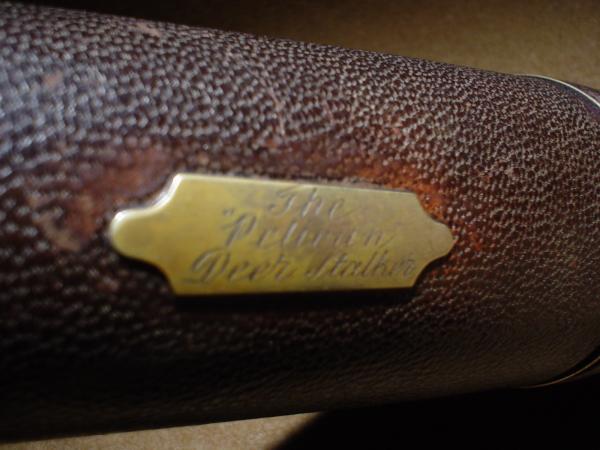 The
"Pelican"
Deer Stalker